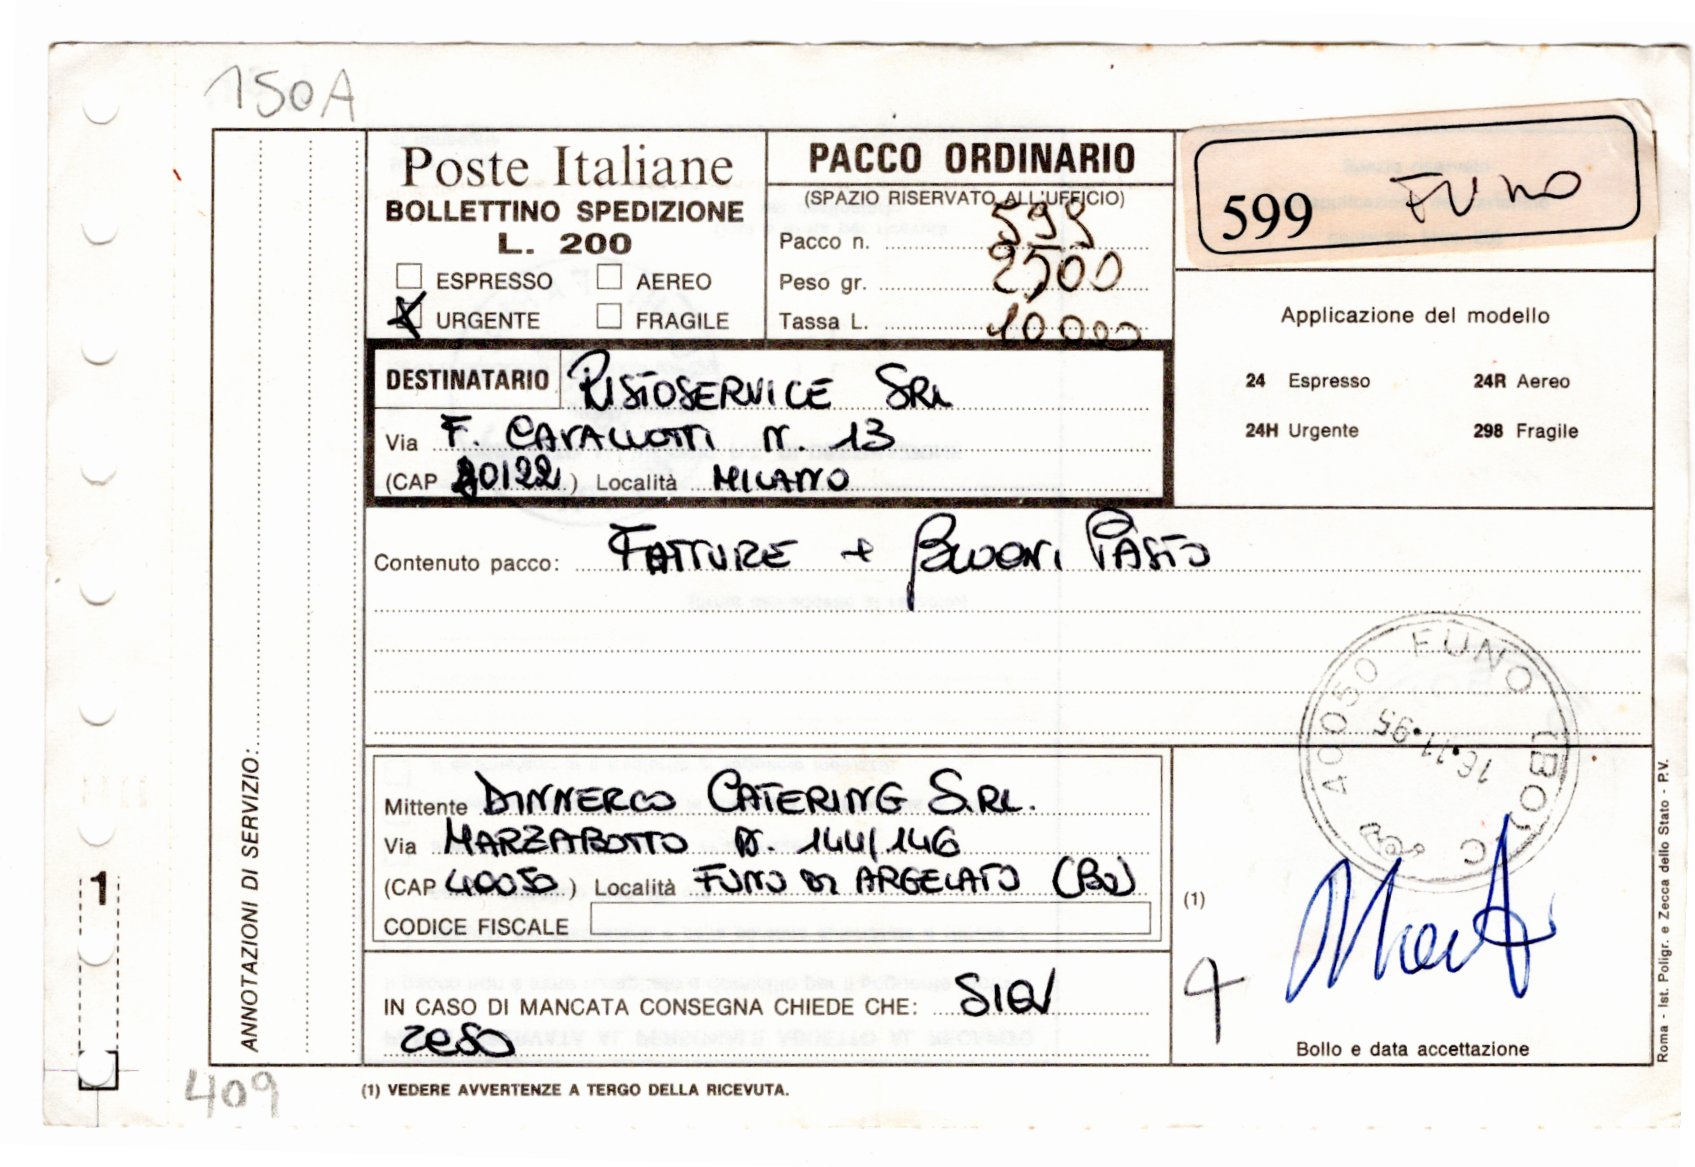 150A
Poste Italiane
BOLLETTINO SPEDIZIONE
L. 200
ESPRESSO AEREO
URGENTE FRAGILE
PACCO ORDINARIO
(SPAZIO RISERVATO ALL'UFFICIO)
Pacco n. 599
Peso gr. 2500
Tassa L. 10000
599 FUNO
Applicazione del modello
24 Espresso 24R Aereo
24H Urgente 298 Fragile
DESTINATARIO RISTOSERVICE SRL
Via F. CAVALLOTTI N. 13
(CAP 20122) Località MILANO
Contenuto pacco: FATTURE + BUONI PASTO
40050 FUNO (BO) C
16.11.95
Mittente DINNERCO CATERING S.RL.
Via MARZABOTTO N. 144/146
(CAP 40050) Località FUNO DI ARGELATO (BO)
CODICE FISCALE
(1)
IN CASO DI MANCATA CONSEGNA CHIEDE CHE: SIA
RESO
Bollo e data accettazione
ANNOTAZIONI DI SERVIZIO:
1
409
(1) VEDERE AVVERTENZE A TERGO DELLA RICEVUTA.
Roma - Ist. Poligr. e Zecca dello Stato - P.V.